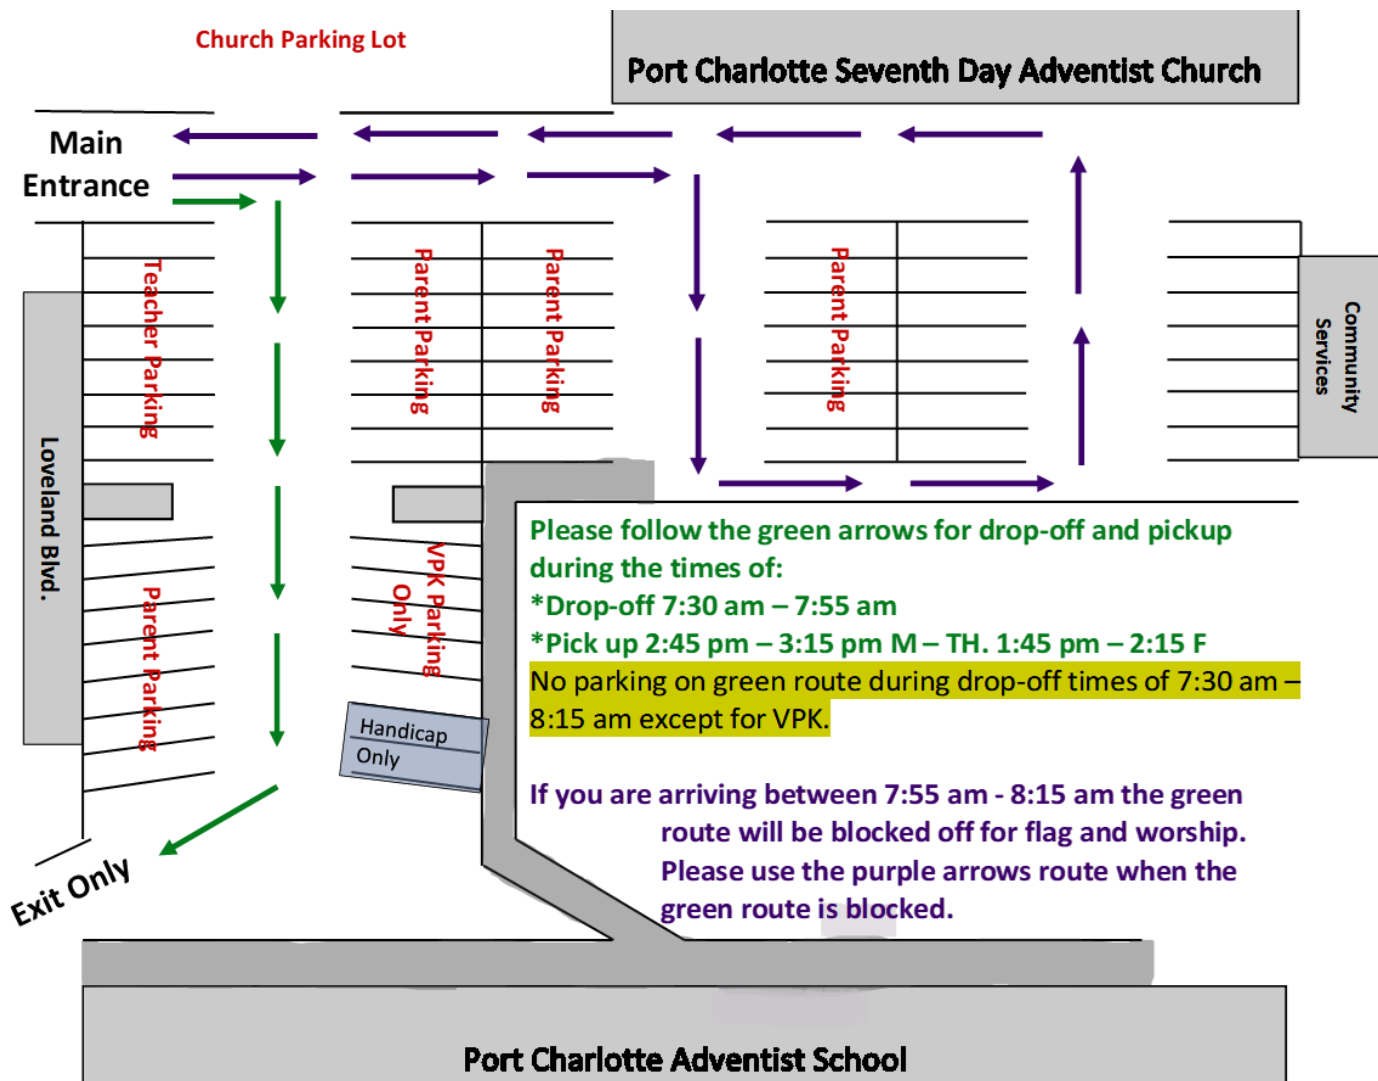 Church Parking Lot
Port Charlotte Seventh Day Adventist Church
Main
Entrance
Teacher Parking
Parent Parking
Parent Parking
Parent Parking
Community
Services
Loveland Blvd.
Parent Parking
VPK Parking
Only
Handicap
Only
Exit Only
Please follow the green arrows for drop-off and pickup
during the times of:
*Drop-off 7:30 am – 7:55 am
*Pick up 2:45 pm – 3:15 pm M – TH. 1:45 pm – 2:15 F
No parking on green route during drop-off times of 7:30 am –
8:15 am except for VPK.
If you are arriving between 7:55 am - 8:15 am the green
route will be blocked off for flag and worship.
Please use the purple arrows route when the
green route is blocked.
Port Charlotte Adventist School